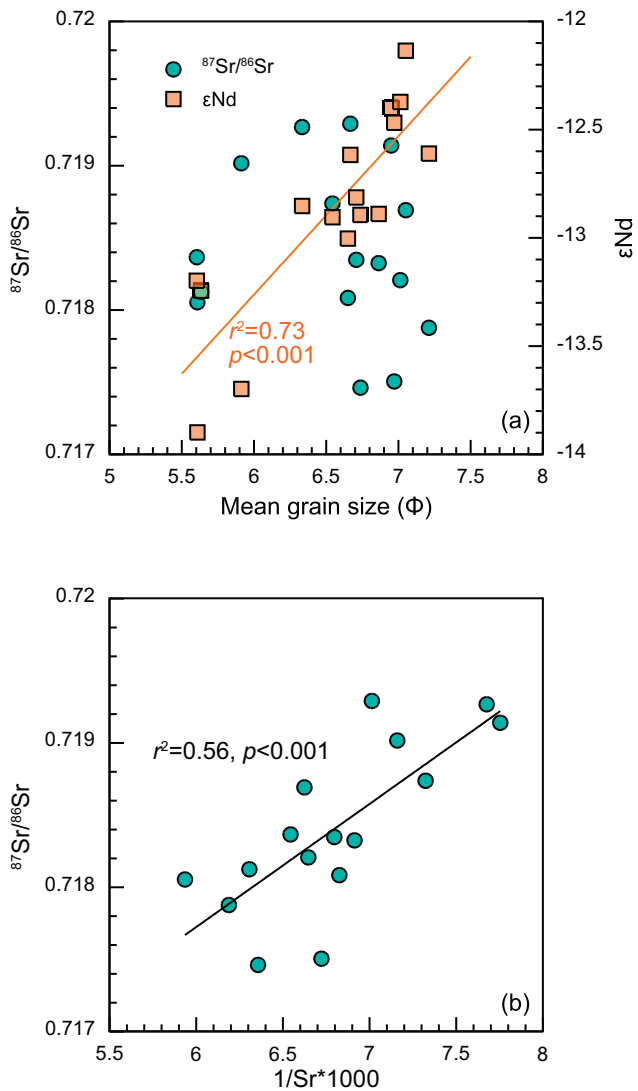 0.72
-12
⁸⁷Sr/⁸⁶Sr
εNd
-12.5
0.719
⁸⁷Sr/⁸⁶Sr
-13
εNd
0.718
r²=0.73
p<0.001
-13.5
(a)
0.717
-14
5 5.5 6 6.5 7 7.5 8
Mean grain size (Φ)
0.72
r²=0.56, p<0.001
0.719
⁸⁷Sr/⁸⁶Sr
0.718
(b)
0.717
5.5 6 6.5 7 7.5 8
1/Sr*1000